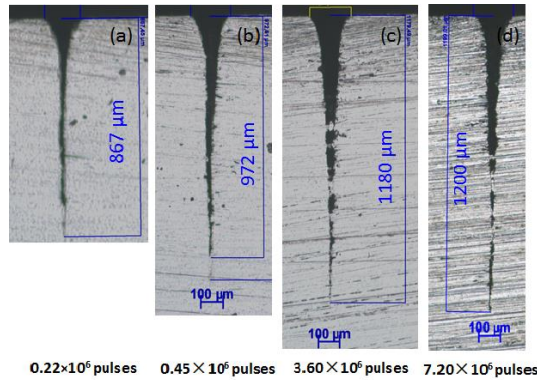 (a)
(b)
(c)
(d)
867 µm
972 µm
1180 µm
1200 µm
100 µm
100 µm
100 µm
0.22×10⁶ pulses
0.45×10⁶ pulses
3.60×10⁶ pulses
7.20×10⁶ pulses